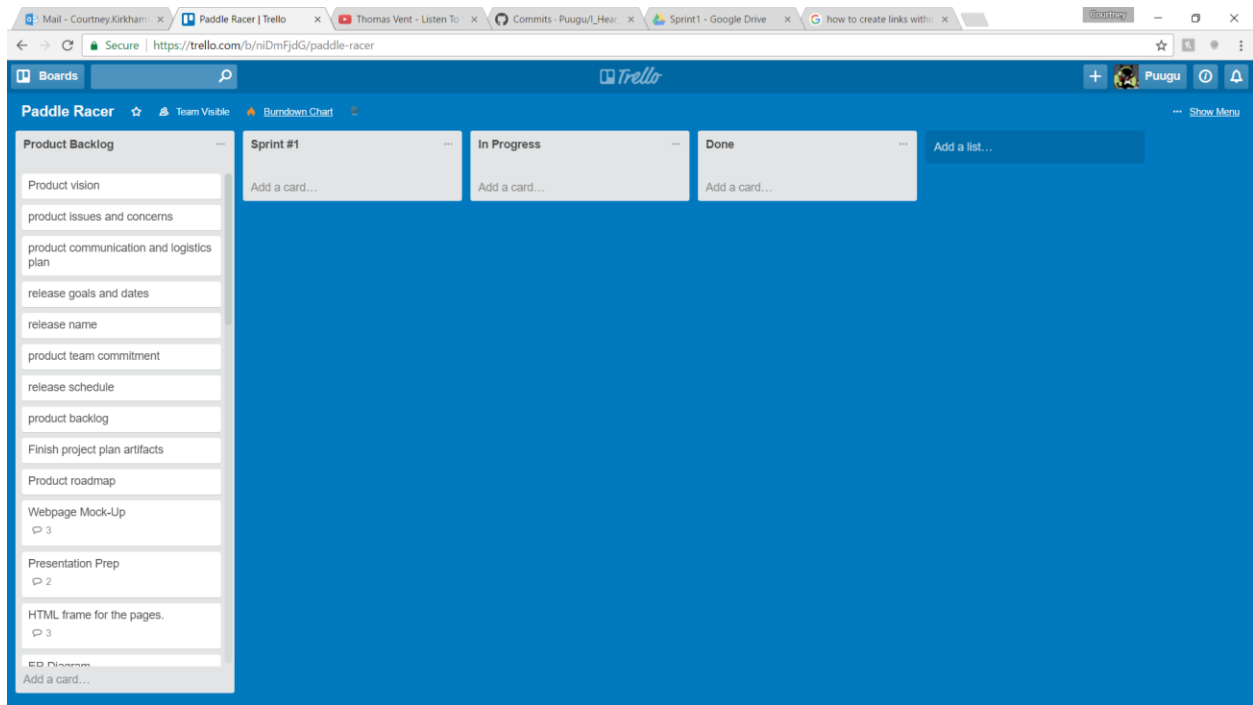 Mail - Courtney.Kirkham
Paddle Racer | Trello
Thomas Vent - Listen To
Commits · Puugu/I_Hear
Sprint1 - Google Drive
how to create links with
Courtney
Secure | https://trello.com/b/niDmFjdG/paddle-racer
Boards
Trello
Puugu
Paddle Racer
Team Visible
Burndown Chart
... Show Menu
Product Backlog ...
Product vision
product issues and concerns
product communication and logistics
plan
release goals and dates
release name
product team commitment
release schedule
product backlog
Finish project plan artifacts
Product roadmap
Webpage Mock-Up
3
Presentation Prep
2
HTML frame for the pages.
3
ER Diagram
Add a card...
Sprint #1 ...
Add a card...
In Progress ...
Add a card...
Done ...
Add a card...
Add a list...